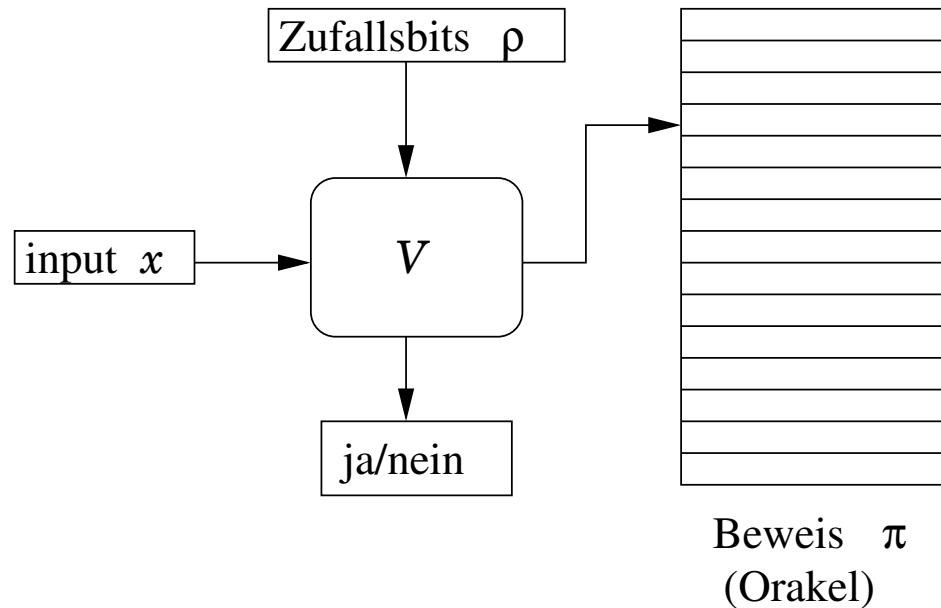 Zufallsbits ρ
input x
V
ja/nein
Beweis π
(Orakel)